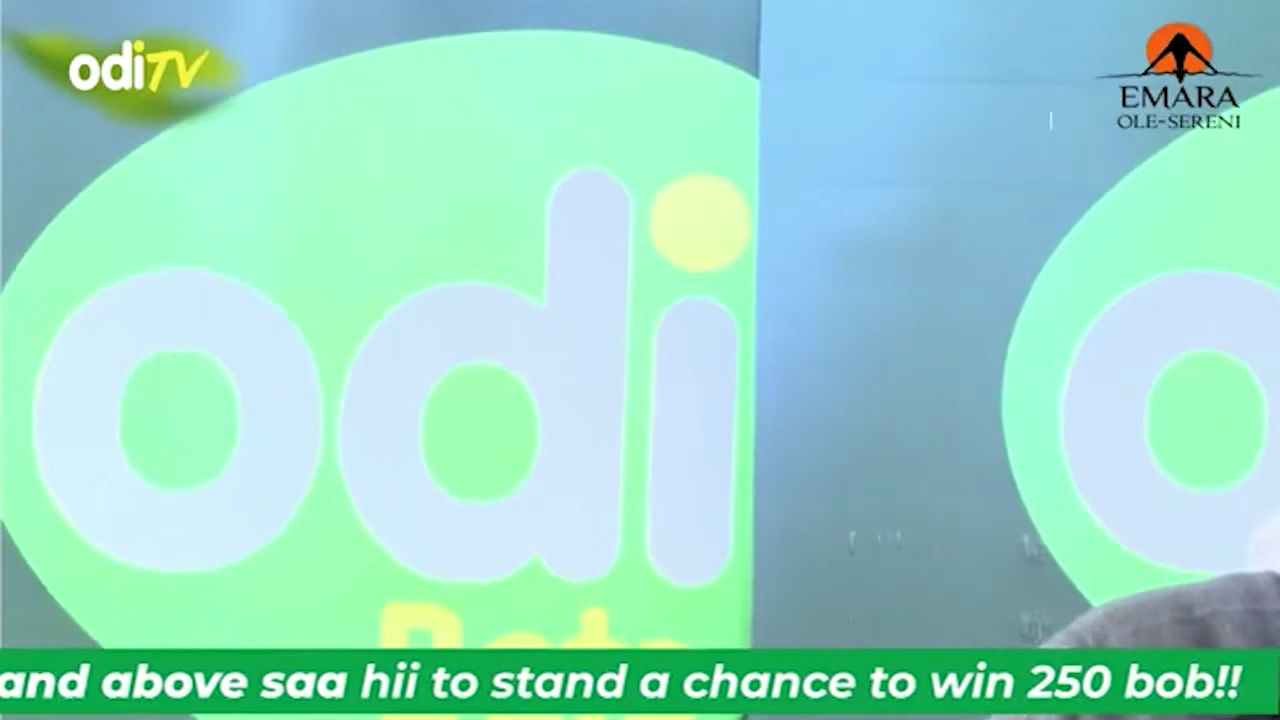 odiTV
EMARA
OLE-SERENI
odi
and above saa hii to stand a chance to win 250 bob!!